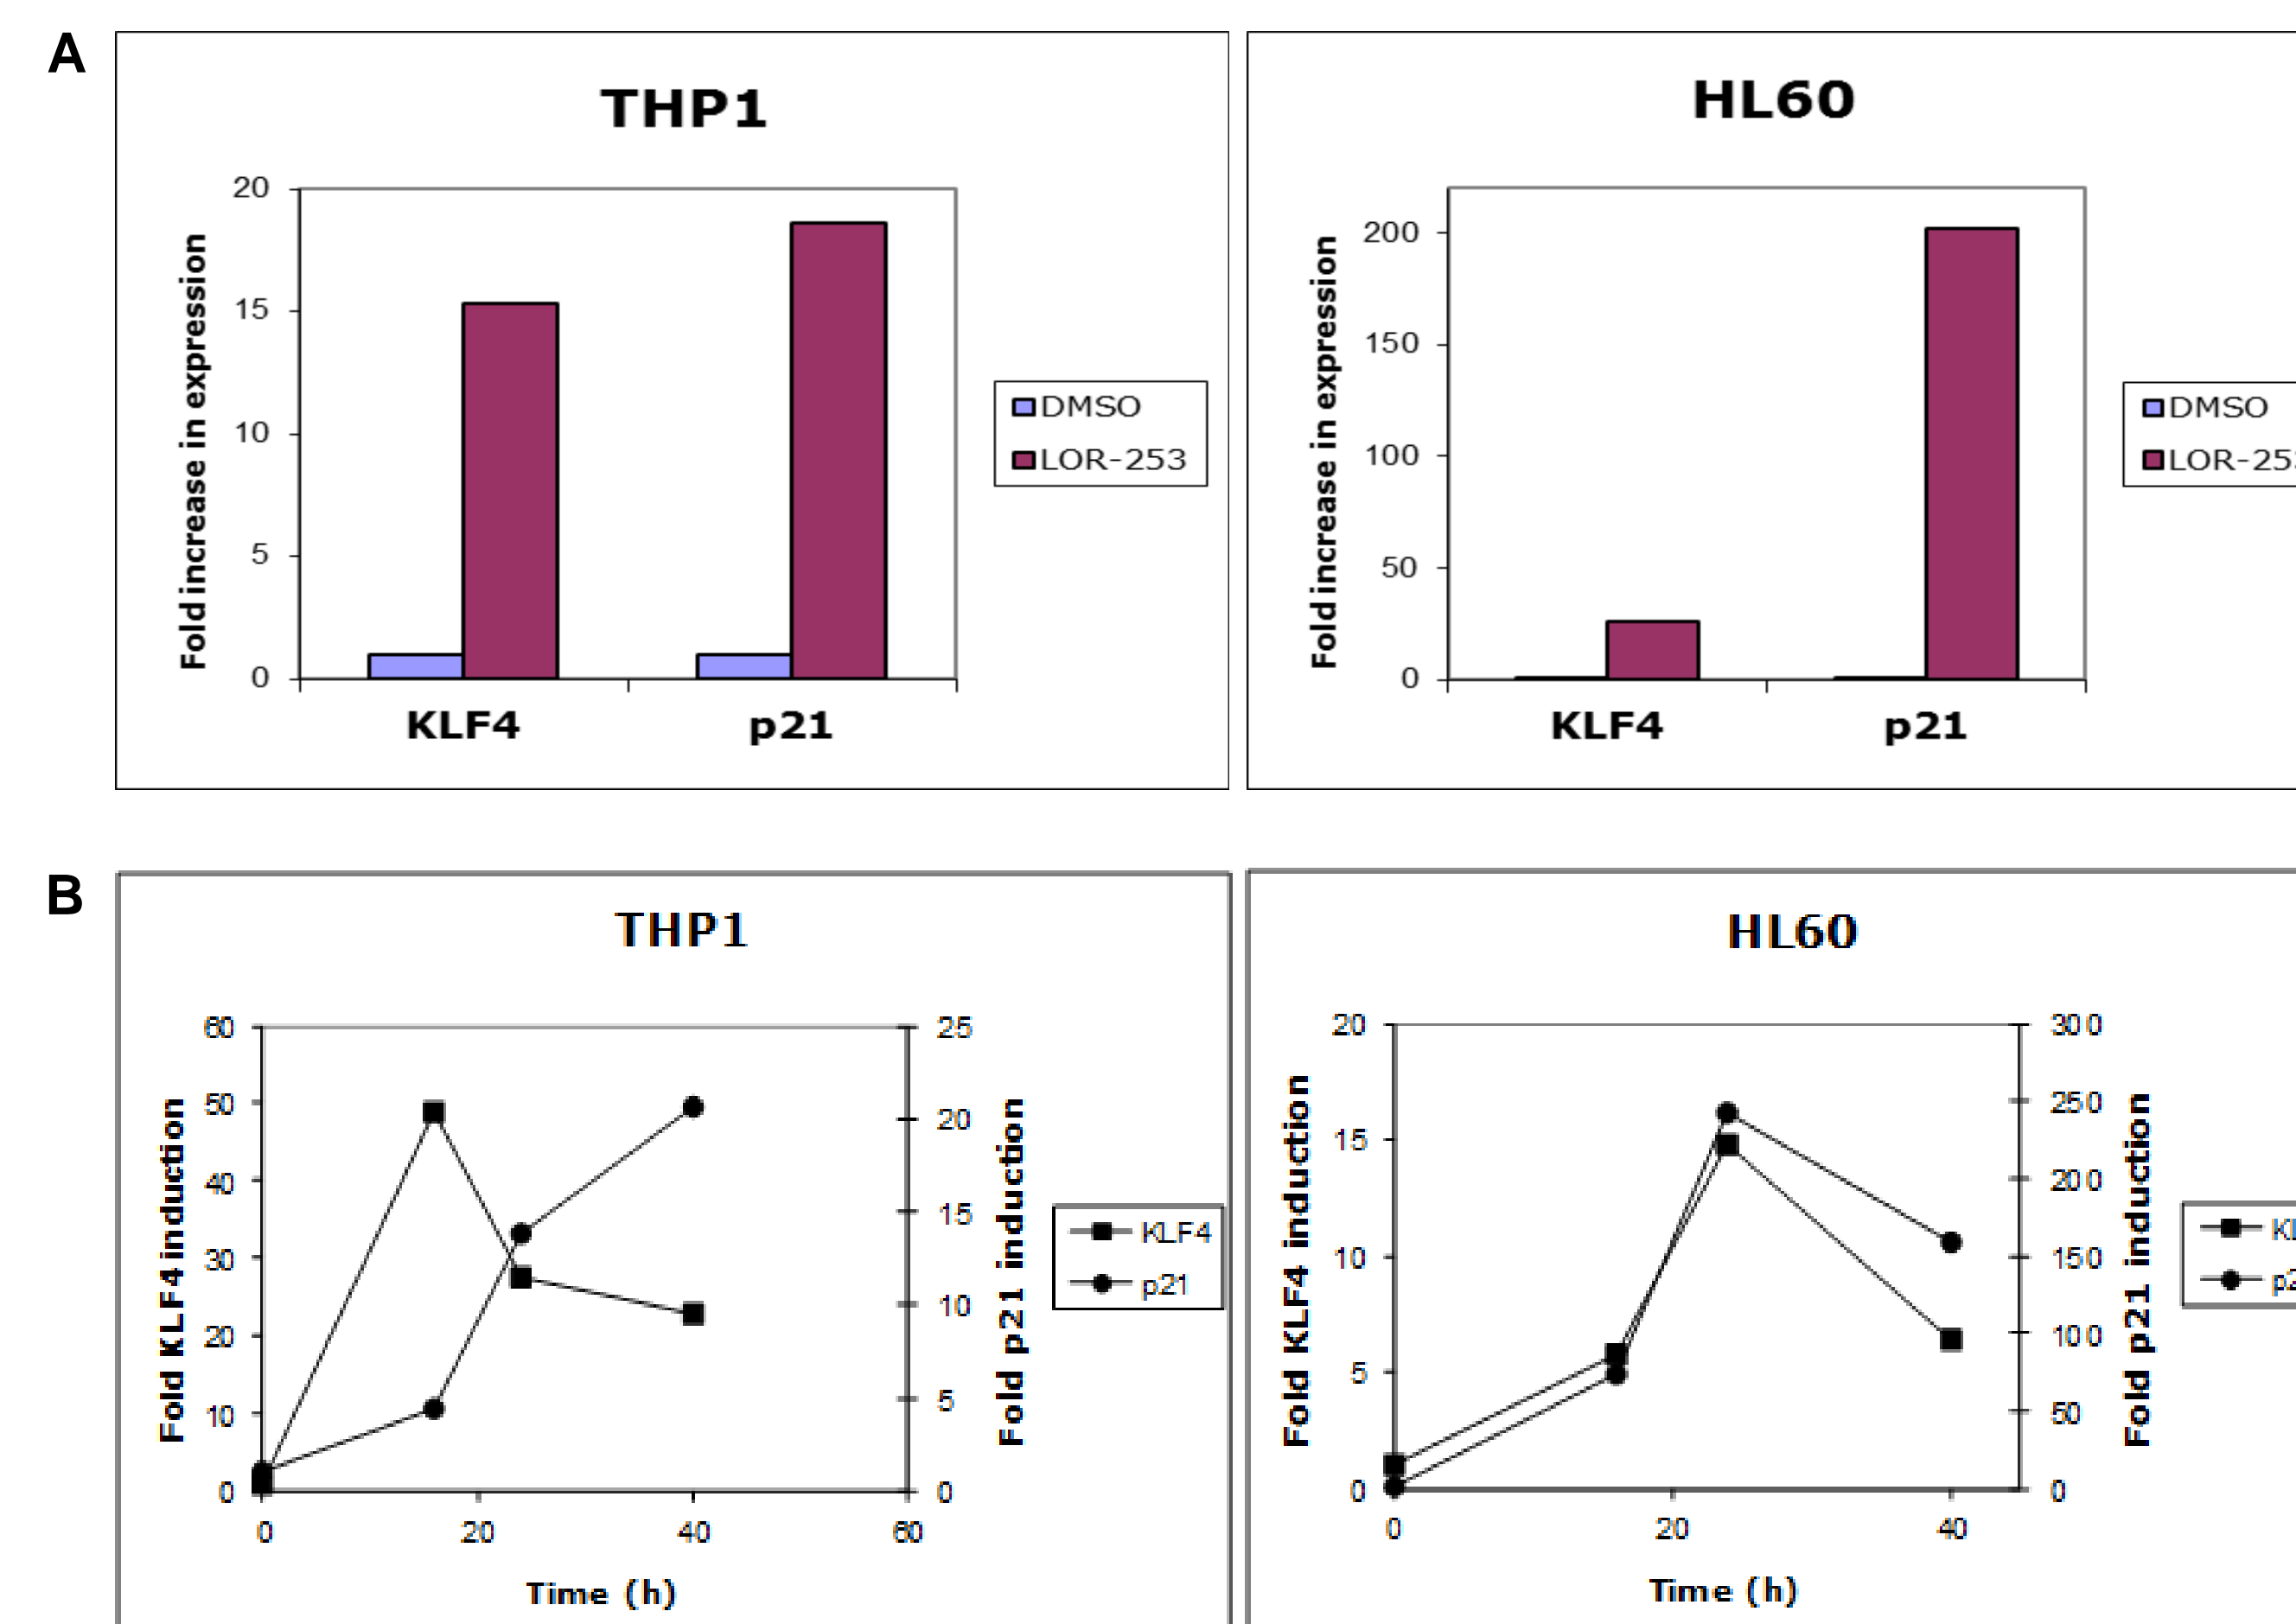 A
THP1
Fold increase in expression
20
15
10
5
0
KLF4
p21
DMSO
LOR-253
HL60
Fold increase in expression
200
150
100
50
0
KLF4
p21
DMSO
LOR-25
B
THP1
Fold KLF4 induction
60
50
40
30
20
10
0
25
20
15
10
5
0
Fold p21 induction
0 20 40 60
Time (h)
KLF4
p21
HL60
Fold KLF4 induction
20
15
10
5
0
300
250
200
150
100
50
0
Fold p21 induction
0 20 40
Time (h)